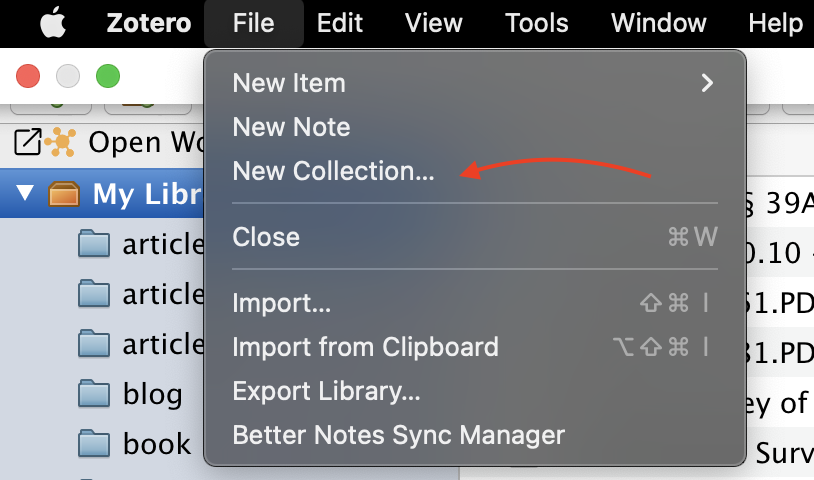 Zotero File Edit View Tools Window Help
New Item
New Note
New Collection...
Close ⌘W
Import... ⇧⌘ I
Import from Clipboard ⌥⇧⌘ I
Export Library...
Better Notes Sync Manager
Open Wo
My Libr
article
article
article
blog
book
§ 39A
0.10
51.PD
31.PD
ey of
Surv